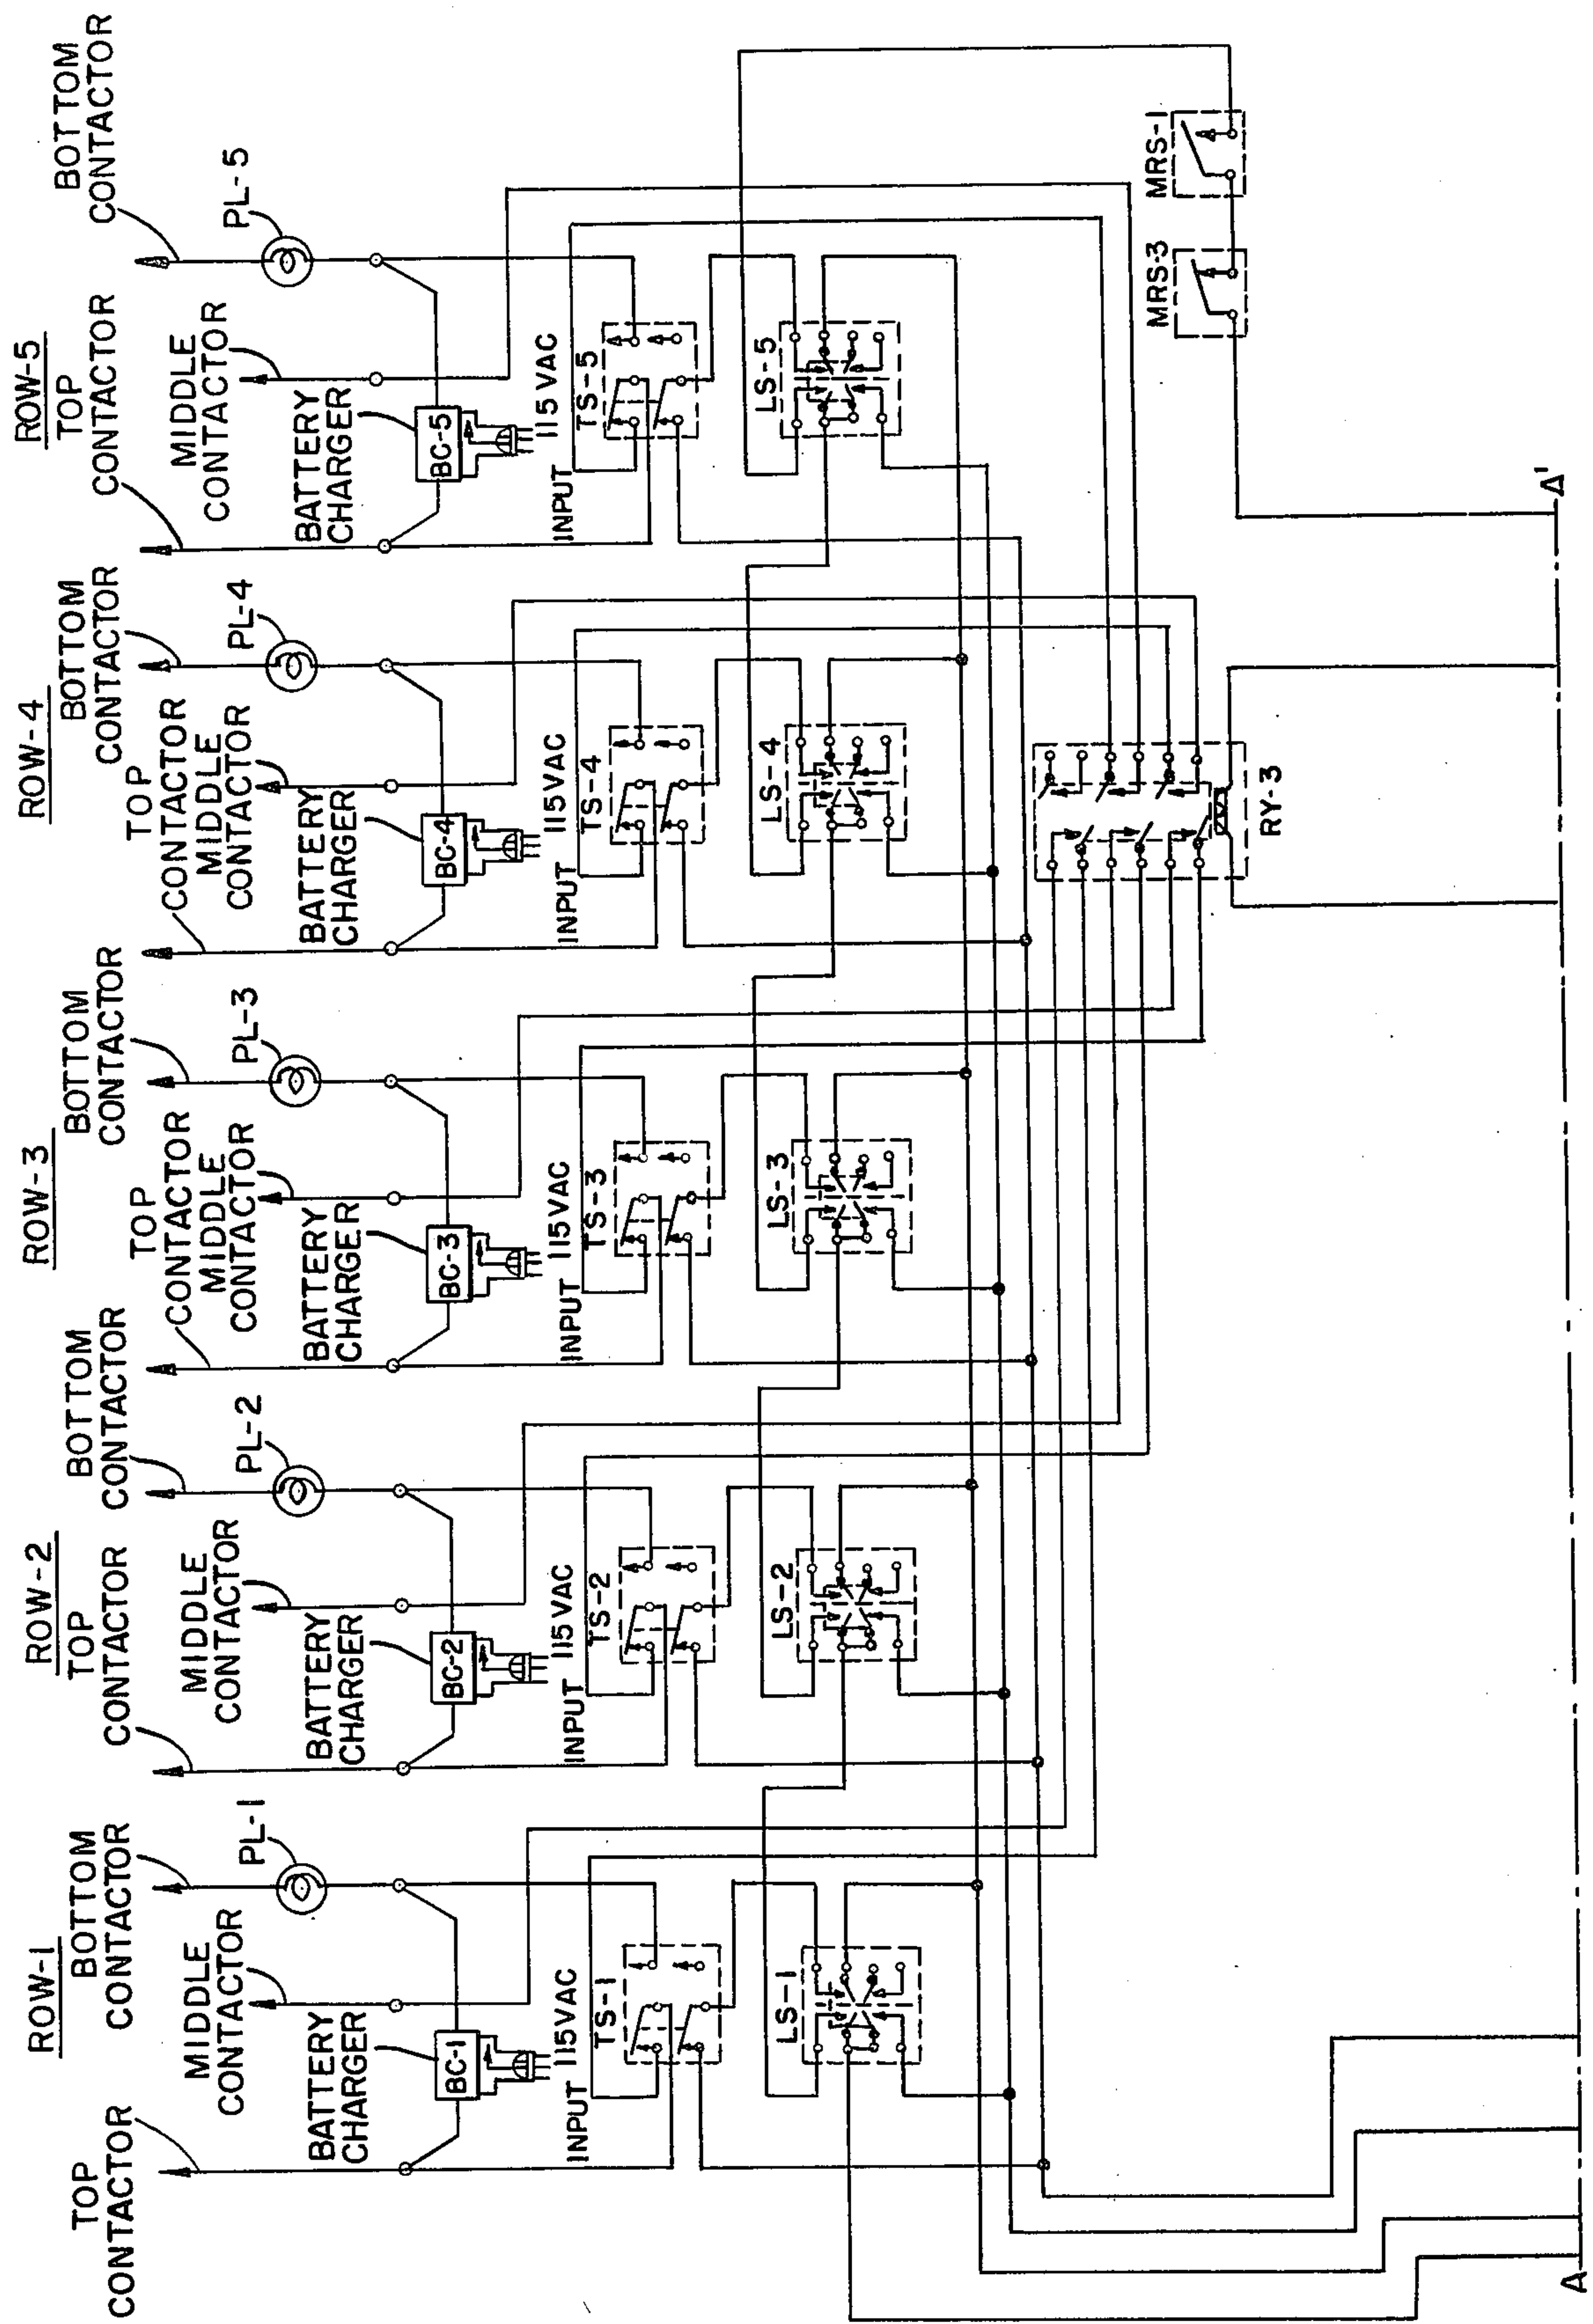 ROW-1
TOP
CONTACTOR
MIDDLE
CONTACTOR
BOTTOM
CONTACTOR
PL-1
BATTERY
CHARGER
BC-1
INPUT 115VAC
TS-1
LS-1
ROW-2
TOP
CONTACTOR
MIDDLE
CONTACTOR
BOTTOM
CONTACTOR
PL-2
BATTERY
CHARGER
BC-2
INPUT 115VAC
TS-2
LS-2
ROW-3
TOP
CONTACTOR
MIDDLE
CONTACTOR
BOTTOM
CONTACTOR
PL-3
BATTERY
CHARGER
BC-3
INPUT 115VAC
TS-3
LS-3
ROW-4
TOP
CONTACTOR
MIDDLE
CONTACTOR
BOTTOM
CONTACTOR
PL-4
BATTERY
CHARGER
BC-4
INPUT 115VAC
TS-4
LS-4
ROW-5
TOP
CONTACTOR
MIDDLE
CONTACTOR
BOTTOM
CONTACTOR
PL-5
BATTERY
CHARGER
BC-5
INPUT 115VAC
TS-5
LS-5
RY-3
MRS-3
MRS-1
A
A'